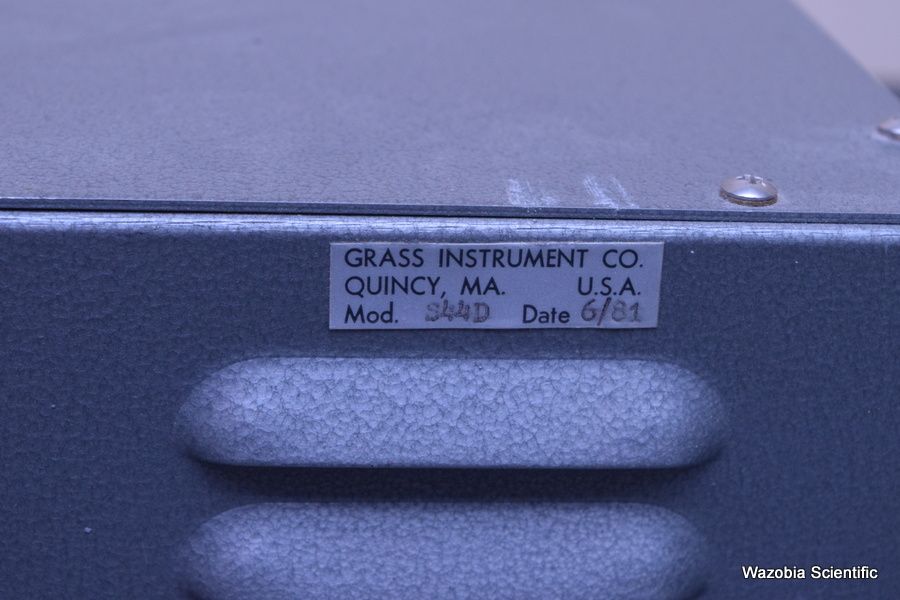 GRASS INSTRUMENT CO.
QUINCY, MA. U.S.A.
Mod. S44D Date 6/81
Wazobia Scientific